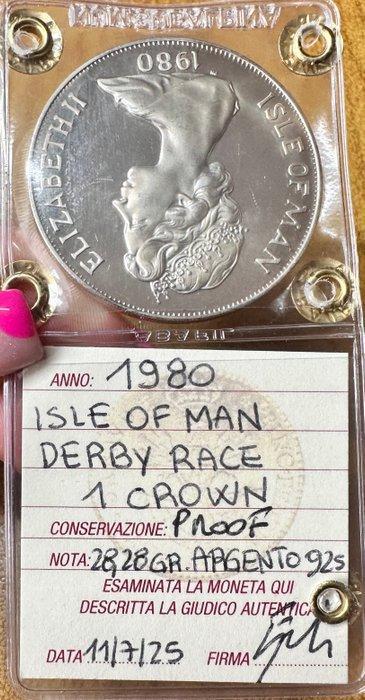 ELIZABETH II
ISLE OF MAN
1980
ANNO: 1980
ISLE OF MAN
DERBY RACE
1 CROWN
CONSERVAZIONE: PROOF
NOTA: 28,28 GR. ARGENTO 925
ESAMINATA LA MONETA QUI
DESCRITTA LA GIUDICO AUTENTICA
DATA 11/7/25 FIRMA